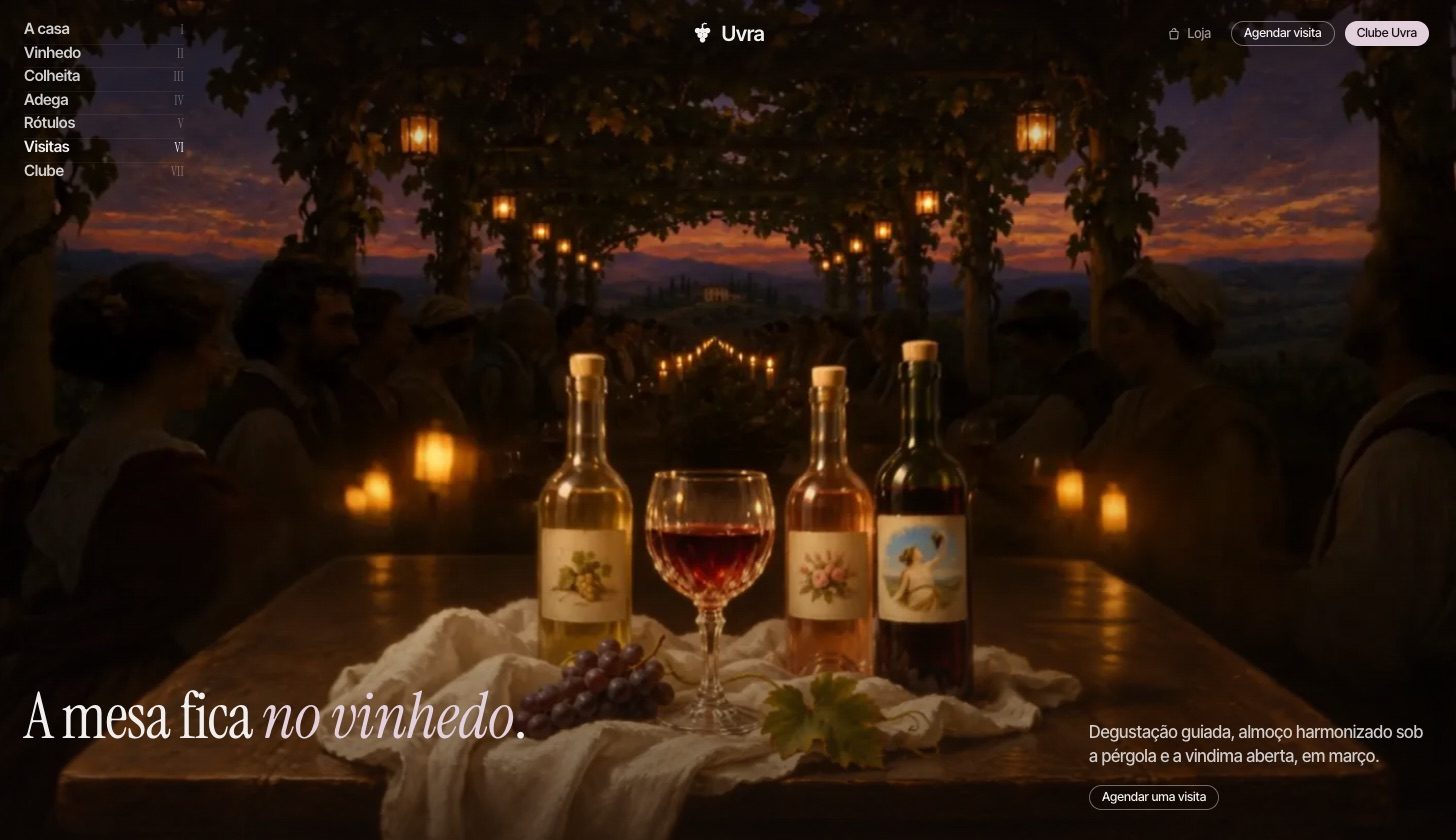 A casa I
Vinhedo II
Colheita III
Adega IV
Rótulos V
Visitas VI
Clube VII
Uvra
Loja
Agendar visita
Clube Uvra
A mesa fica no vinhedo.
Degustação guiada, almoço harmonizado sob
a pérgola e a vindima aberta, em março.
Agendar uma visita